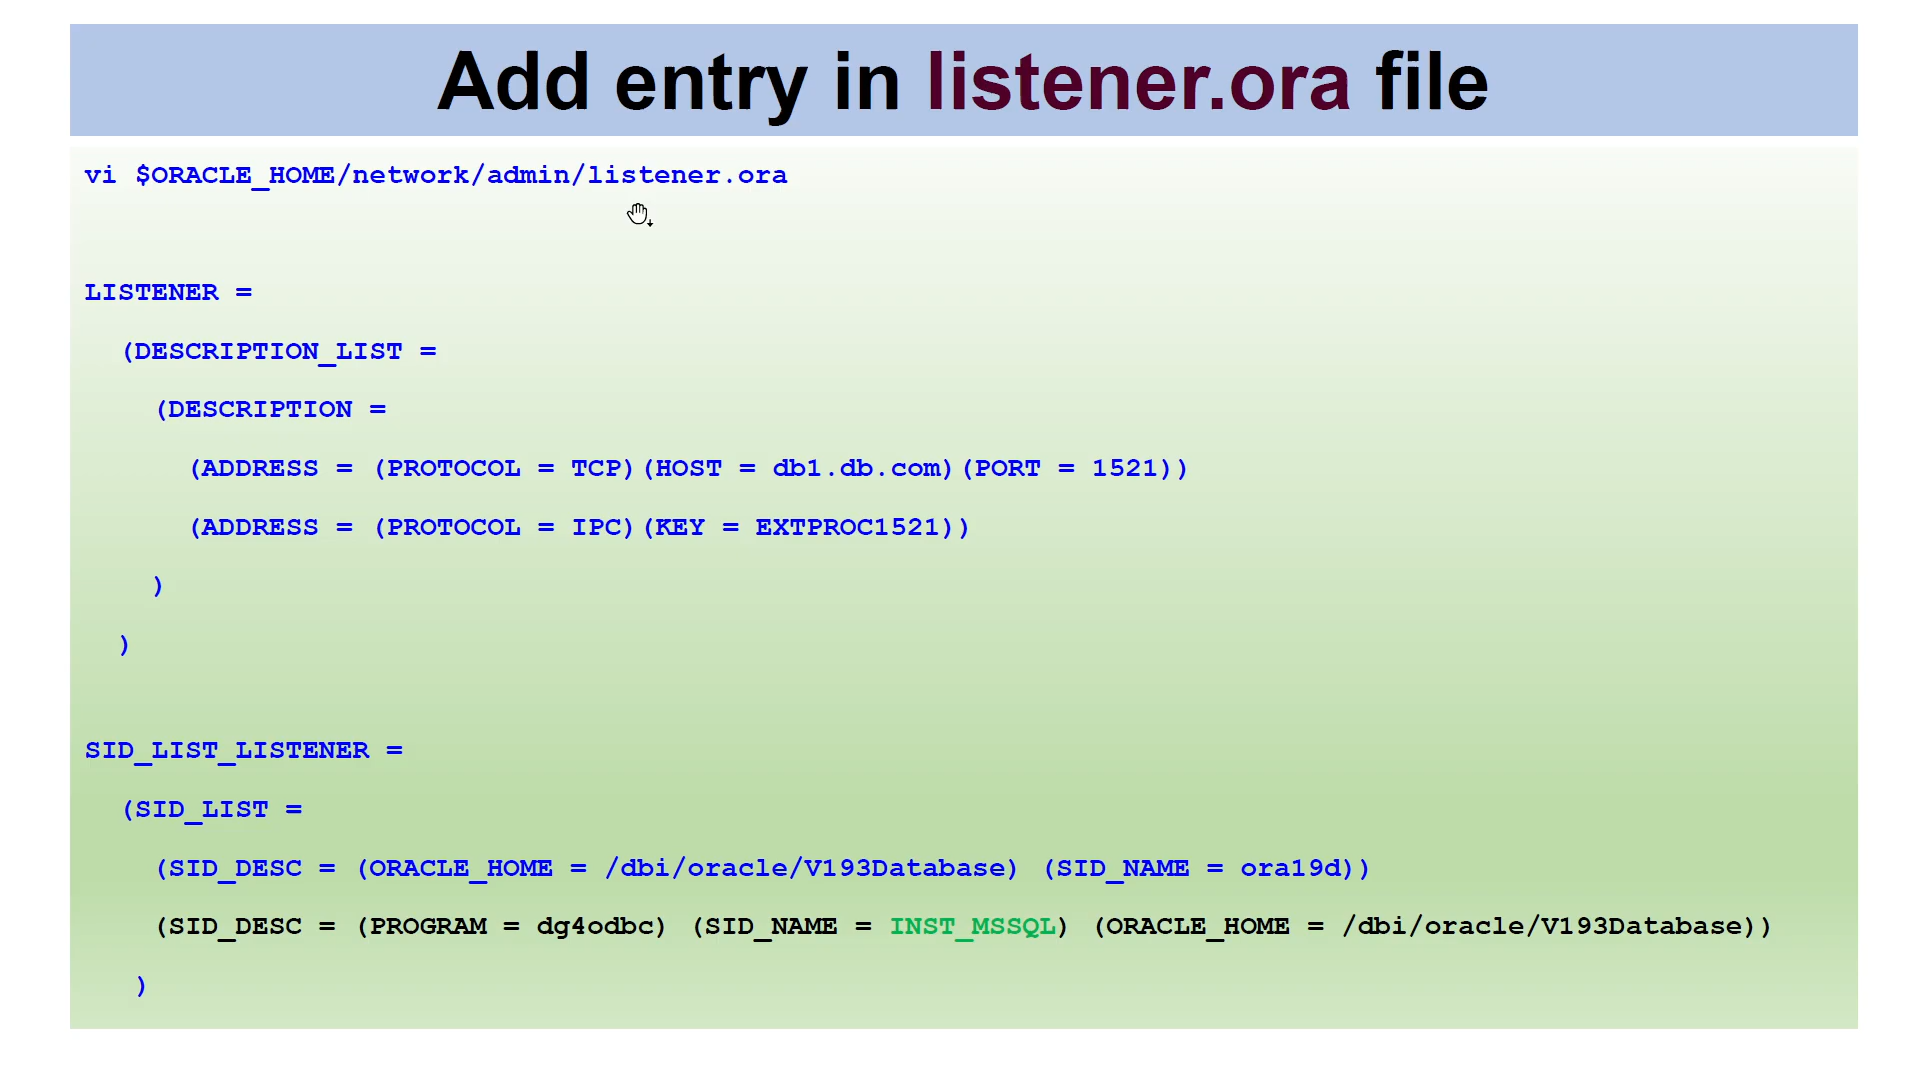 Add entry in listener.ora file
vi $ORACLE_HOME/network/admin/listener.ora
LISTENER =
(DESCRIPTION_LIST =
(DESCRIPTION =
(ADDRESS = (PROTOCOL = TCP)(HOST = db1.db.com)(PORT = 1521))
(ADDRESS = (PROTOCOL = IPC)(KEY = EXTPROC1521))
)
)
SID_LIST_LISTENER =
(SID_LIST =
(SID_DESC = (ORACLE_HOME = /dbi/oracle/V193Database) (SID_NAME = ora19d))
(SID_DESC = (PROGRAM = dg4odbc) (SID_NAME = INST_MSSQL) (ORACLE_HOME = /dbi/oracle/V193Database))
)